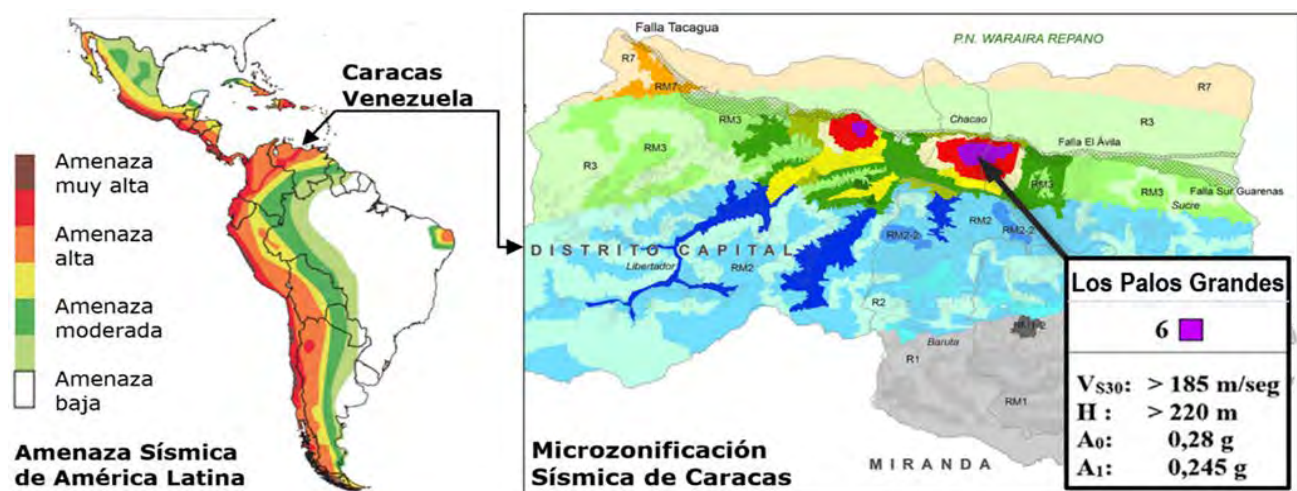 Caracas
Venezuela
Amenaza
muy alta
Amenaza
alta
Amenaza
moderada
Amenaza
baja
Amenaza Sísmica
de América Latina
Falla Tacagua
P.N. WARAIRA REPANO
R7
RM7
R7
RM3
Chacao
R3
Falla El Ávila
R3
RM3
RM3
RM3
Falla Sur Guarenas
Sucre
RM2
RM2-2
RM2-2
DISTRITO CAPITAL
Libertador
RM2
R2
Baruta
R1
RM1
Los Palos Grandes
6
VS30: > 185 m/seg
H : > 220 m
A0: 0,28 g
A1: 0,245 g
Microzonificación
Sísmica de Caracas
MIRANDA